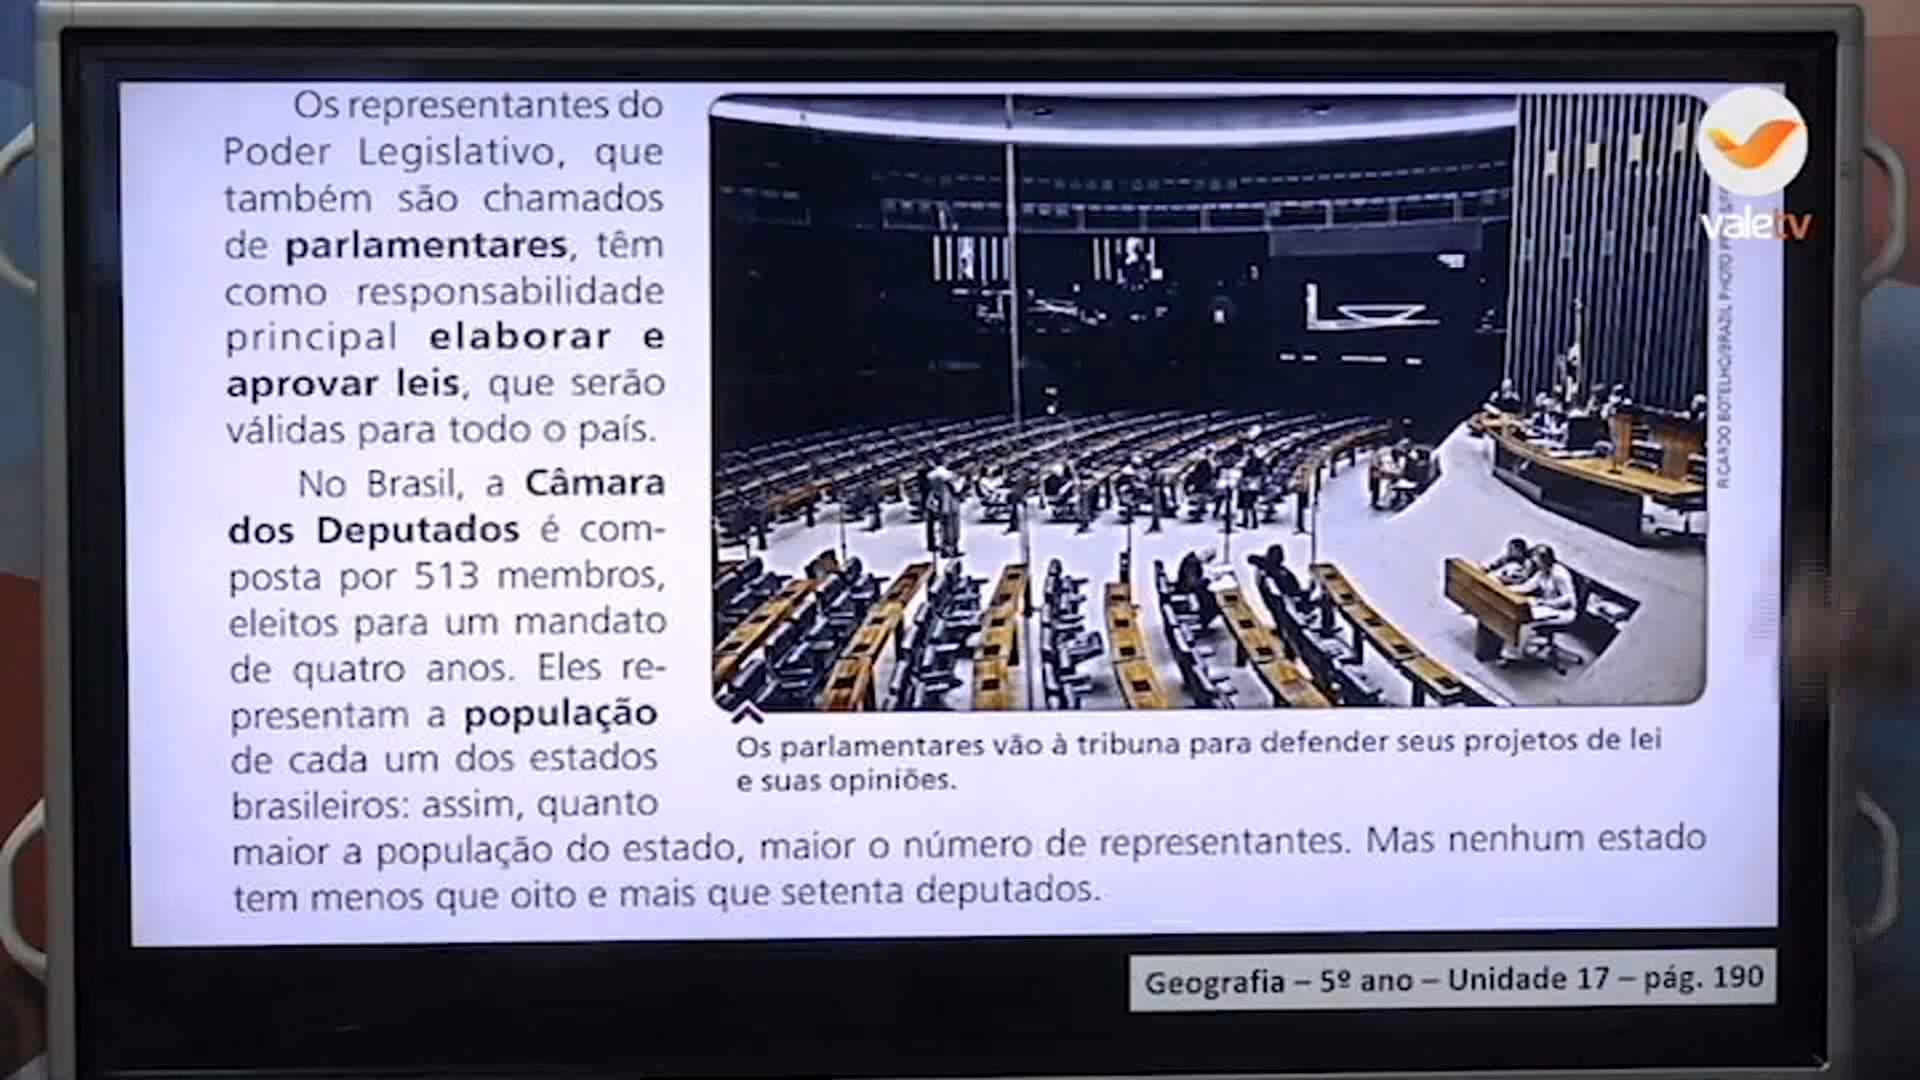 Os representantes do
Poder Legislativo, que
também são chamados
de parlamentares, têm
como responsabilidade
principal elaborar e
aprovar leis, que serão
válidas para todo o país.
No Brasil, a Câmara
dos Deputados é com-
posta por 513 membros,
eleitos para um mandato
de quatro anos. Eles re-
presentam a população
de cada um dos estados
brasileiros: assim, quanto
maior a população do estado, maior o número de representantes. Mas nenhum estado
tem menos que oito e mais que setenta deputados.
Os parlamentares vão à tribuna para defender seus projetos de lei
e suas opiniões.
RICARDO BOTELHO/BRAZIL PHOTO
valetv
Geografia – 5º ano – Unidade 17 – pág. 190